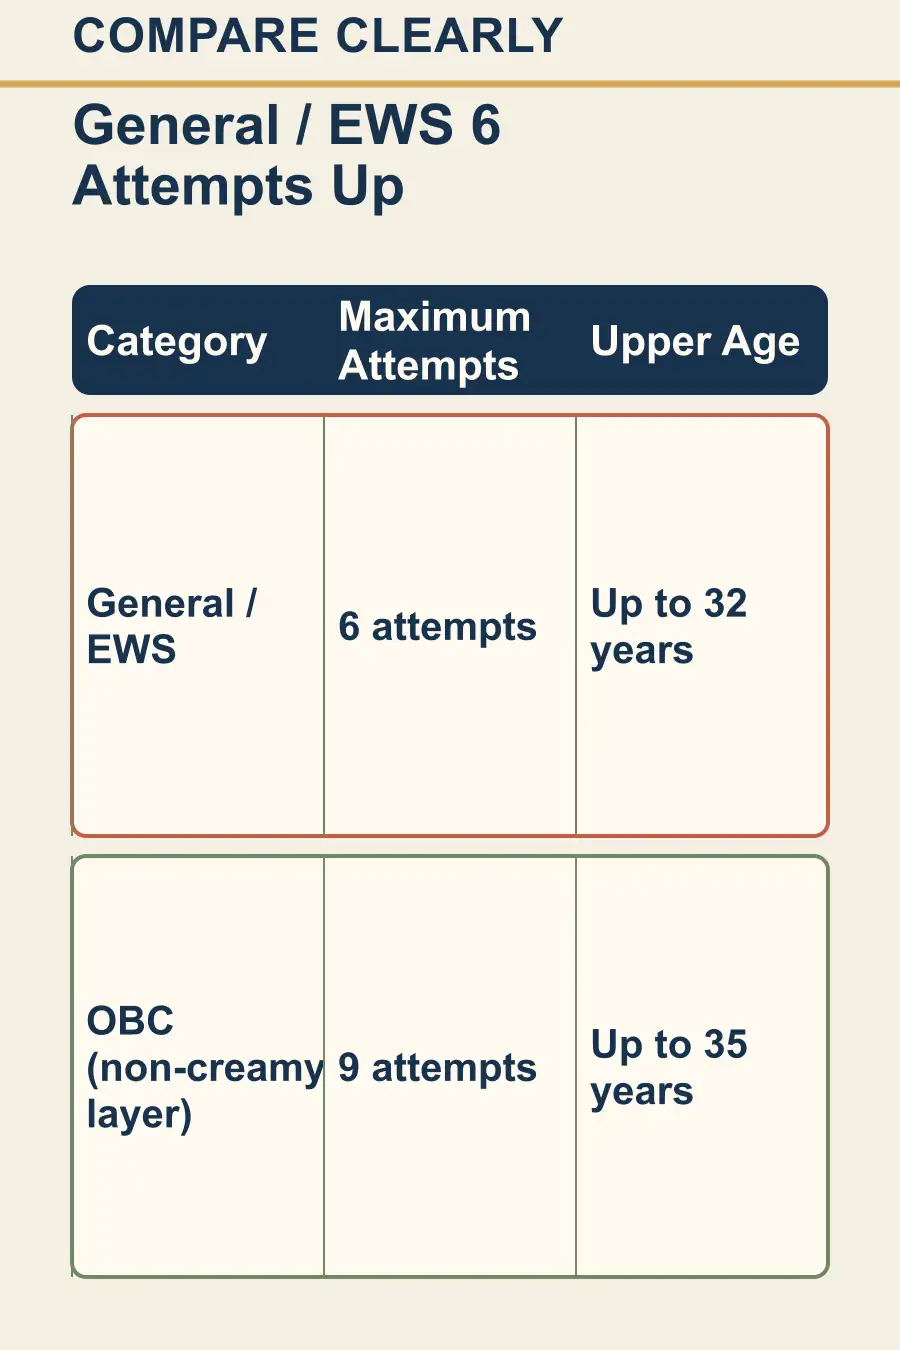 COMPARE CLEARLY
General / EWS 6
Attempts Up
Category
Maximum
Attempts
Upper Age
General /
EWS
6 attempts
Up to 32
years
OBC
(non-creamy
layer)
9 attempts
Up to 35
years